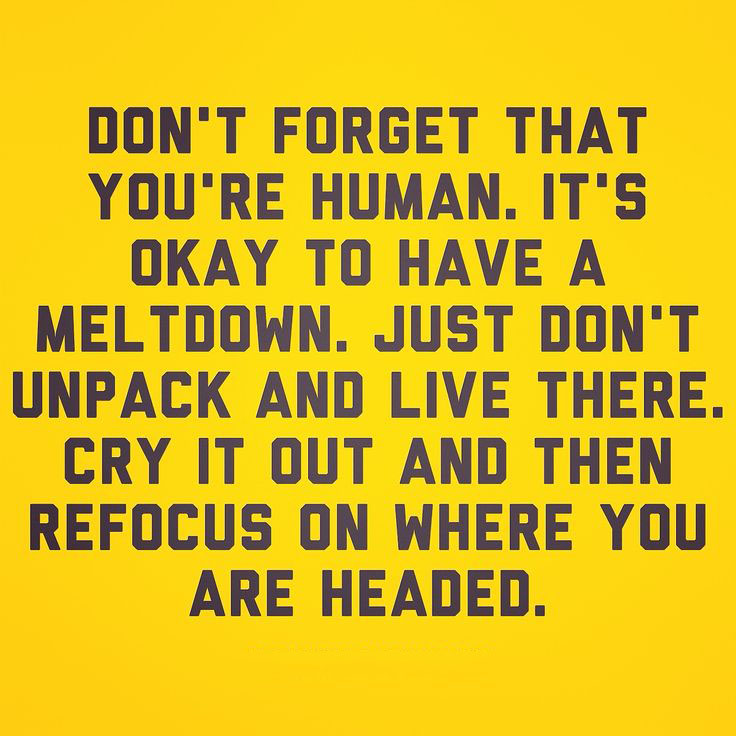 DON'T FORGET THAT
YOU'RE HUMAN. IT'S
OKAY TO HAVE A
MELTDOWN. JUST DON'T
UNPACK AND LIVE THERE.
CRY IT OUT AND THEN
REFOCUS ON WHERE YOU
ARE HEADED.